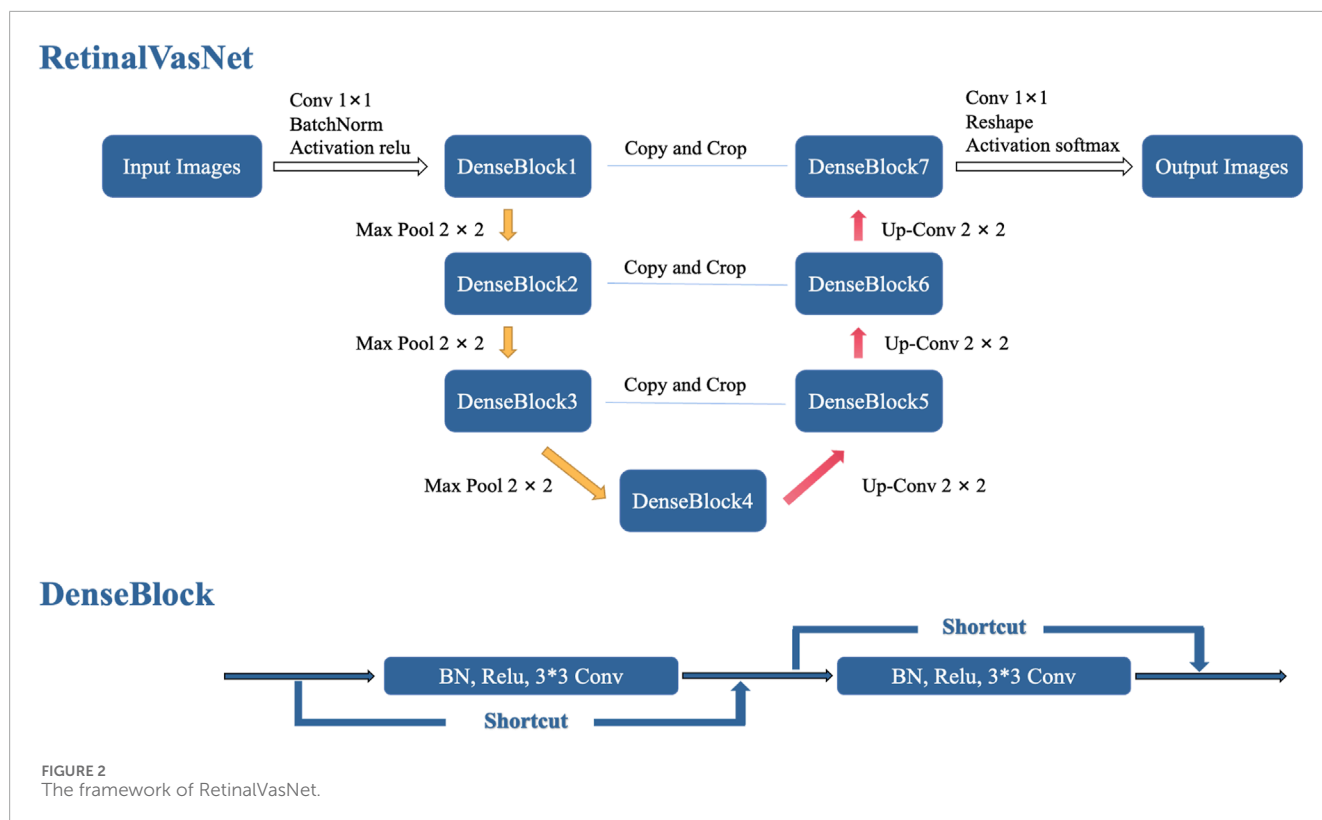 RetinalVasNet
Conv 1×1
BatchNorm
Activation relu
Conv 1×1
Reshape
Activation softmax
Input Images
DenseBlock1
Copy and Crop
DenseBlock7
Output Images
Max Pool 2 × 2
Up-Conv 2 × 2
DenseBlock2
Copy and Crop
DenseBlock6
Max Pool 2 × 2
Up-Conv 2 × 2
DenseBlock3
Copy and Crop
DenseBlock5
Max Pool 2 × 2
DenseBlock4
Up-Conv 2 × 2
DenseBlock
Shortcut
BN, Relu, 3*3 Conv
BN, Relu, 3*3 Conv
Shortcut
FIGURE 2
The framework of RetinalVasNet.